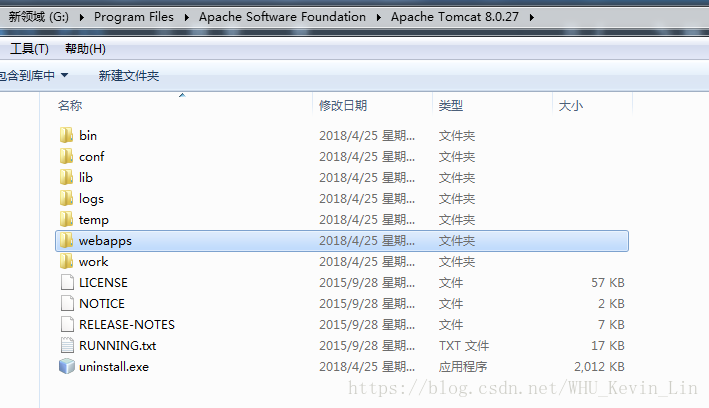 新领域 (G:) ▸ Program Files ▸ Apache Software Foundation ▸ Apache Tomcat 8.0.27 ▸
工具(T) 帮助(H)
包含到库中 新建文件夹
名称 修改日期 类型 大小
bin 2018/4/25 星期... 文件夹
conf 2018/4/25 星期... 文件夹
lib 2018/4/25 星期... 文件夹
logs 2018/4/25 星期... 文件夹
temp 2018/4/25 星期... 文件夹
webapps 2018/4/25 星期... 文件夹
work 2018/4/25 星期... 文件夹
LICENSE 2015/9/28 星期... 文件 57 KB
NOTICE 2015/9/28 星期... 文件 2 KB
RELEASE-NOTES 2015/9/28 星期... 文件 7 KB
RUNNING.txt 2015/9/28 星期... TXT 文件 17 KB
uninstall.exe 2018/4/25 星期... 应用程序 2,012 KB
https://blog.csdn.net/WHU_Kevin_Lin